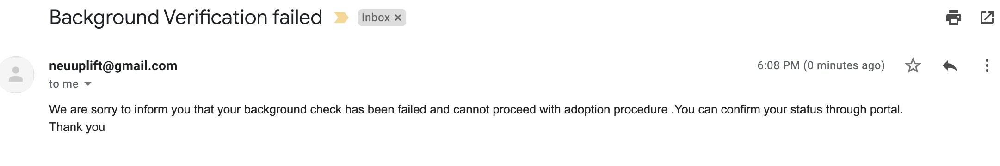 Background Verification failed Inbox ×
neuuplift@gmail.com 6:08 PM (0 minutes ago)
to me
We are sorry to inform you that your background check has been failed and cannot proceed with adoption procedure .You can confirm your status through portal.
Thank you